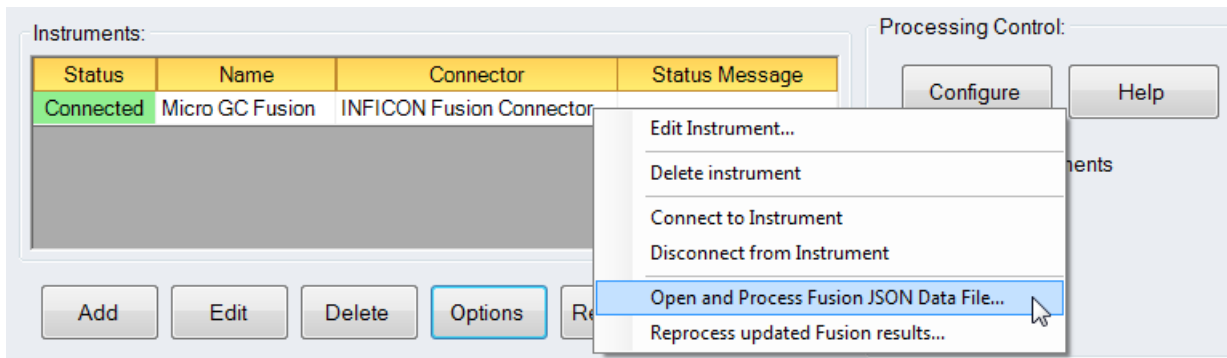 Instruments:
Processing Control:
Status Name Connector Status Message
Connected Micro GC Fusion INFICON Fusion Connector
Configure Help
Edit Instrument...
Delete instrument
Connect to Instrument
Disconnect from Instrument
Open and Process Fusion JSON Data File...
Reprocess updated Fusion results...
Add Edit Delete Options